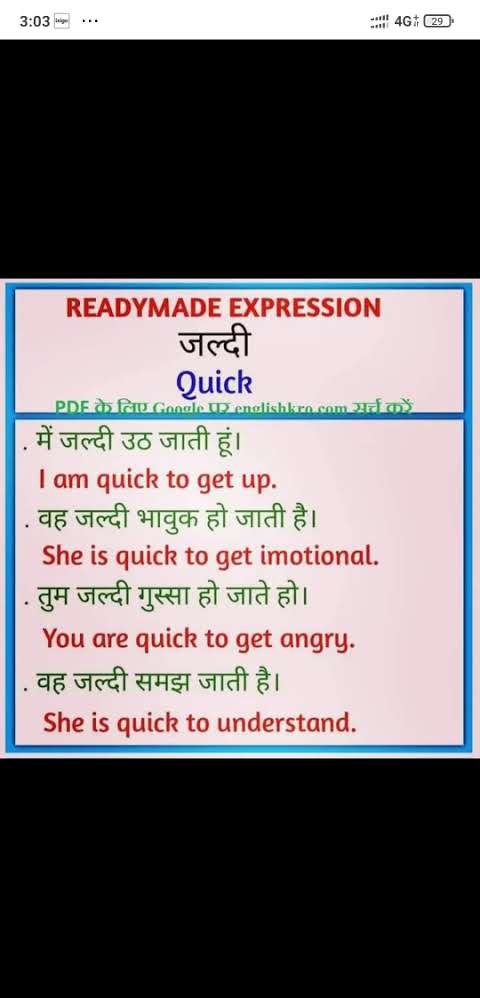 3:03 ...
4G 29
READYMADE EXPRESSION
जल्दी
Quick
PDF के लिए Google पर englishkro.com सर्च करें
. में जल्दी उठ जाती हूं।
I am quick to get up.
. वह जल्दी भावुक हो जाती है।
She is quick to get imotional.
. तुम जल्दी गुस्सा हो जाते हो।
You are quick to get angry.
. वह जल्दी समझ जाती है।
She is quick to understand.